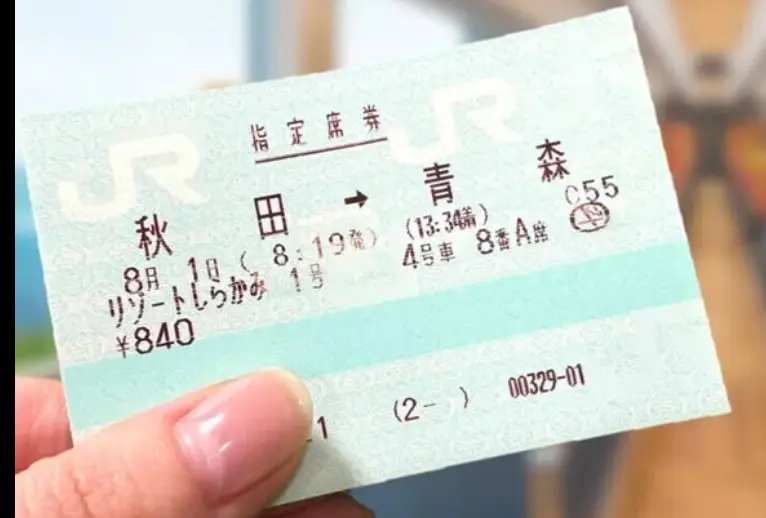 JR JR
指定席券
秋田 → 青森
8月 1日 ( 8:19発) (13:34着) C55
リゾートしらかみ 1号 4号車 8番A席
¥840
(2- ) 00329-01